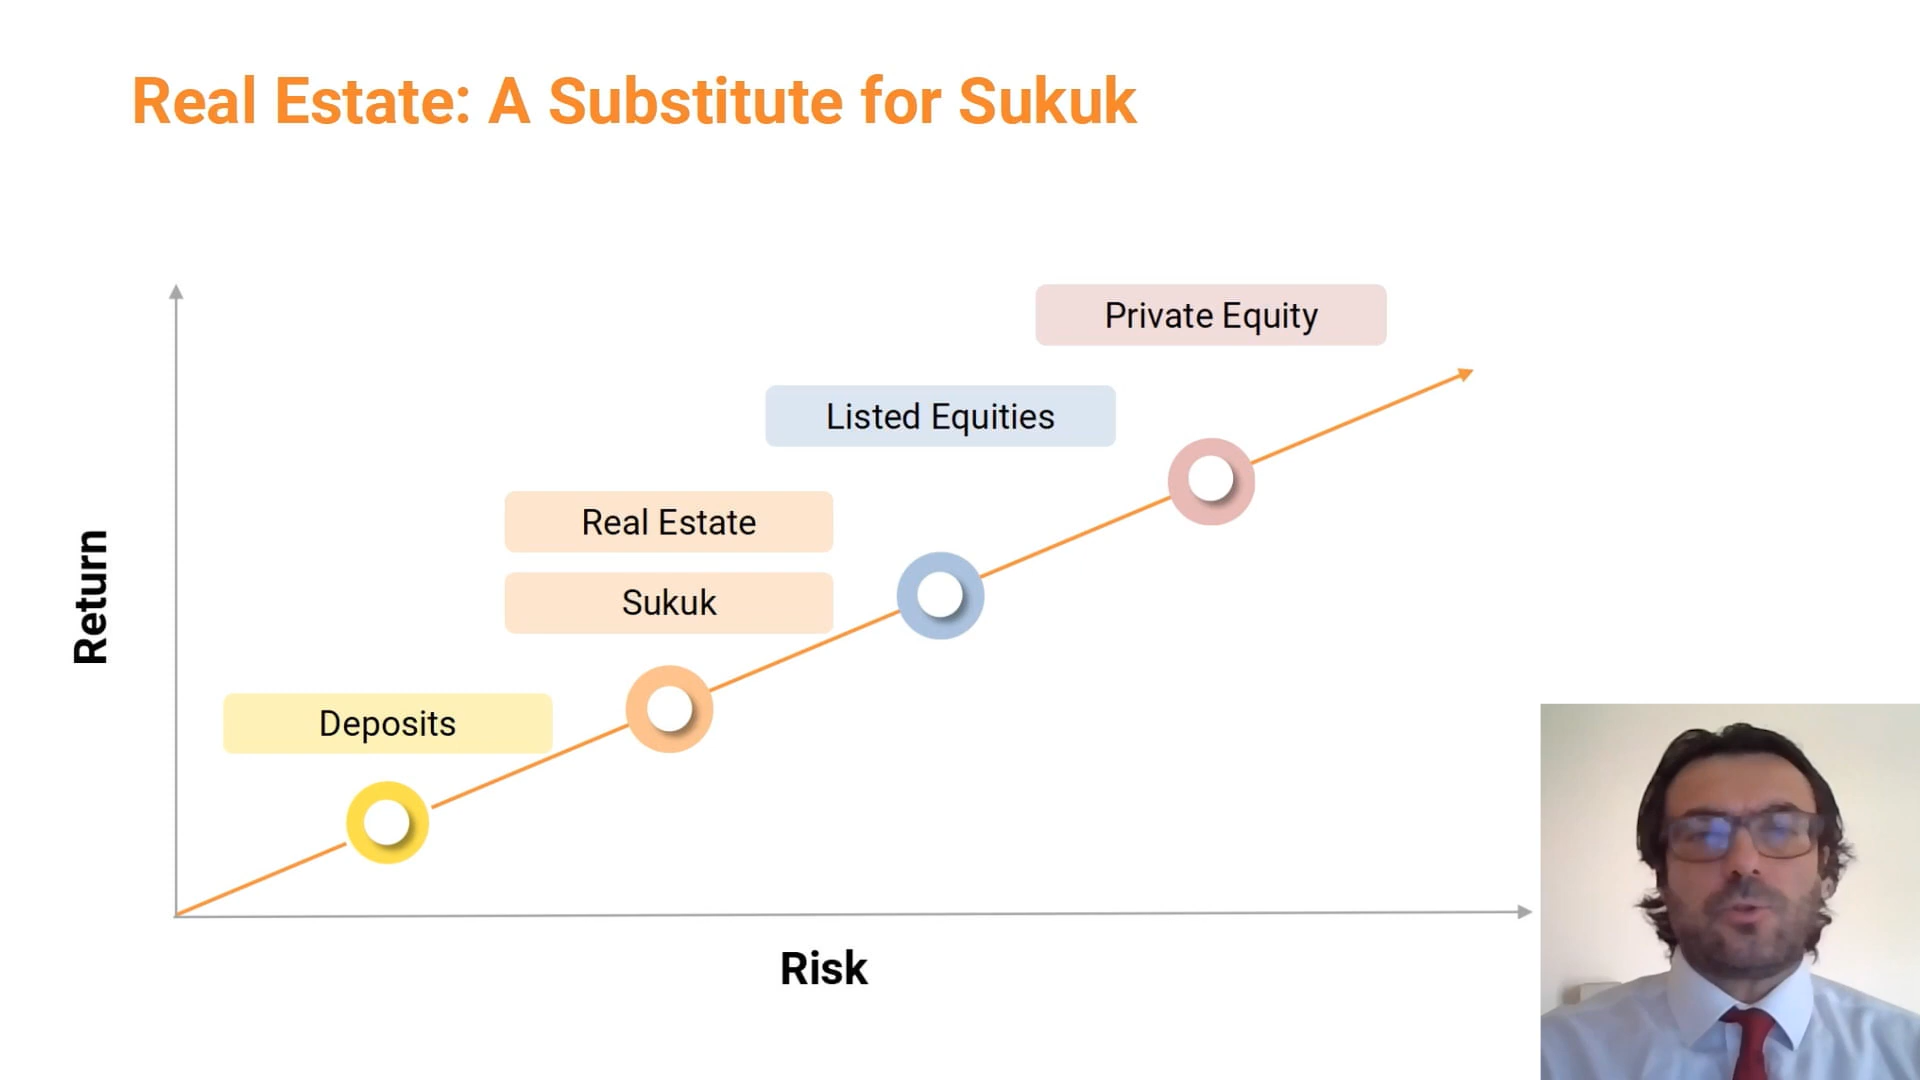 Real Estate: A Substitute for Sukuk
Private Equity
Listed Equities
Real Estate
Sukuk
Deposits
Return
Risk